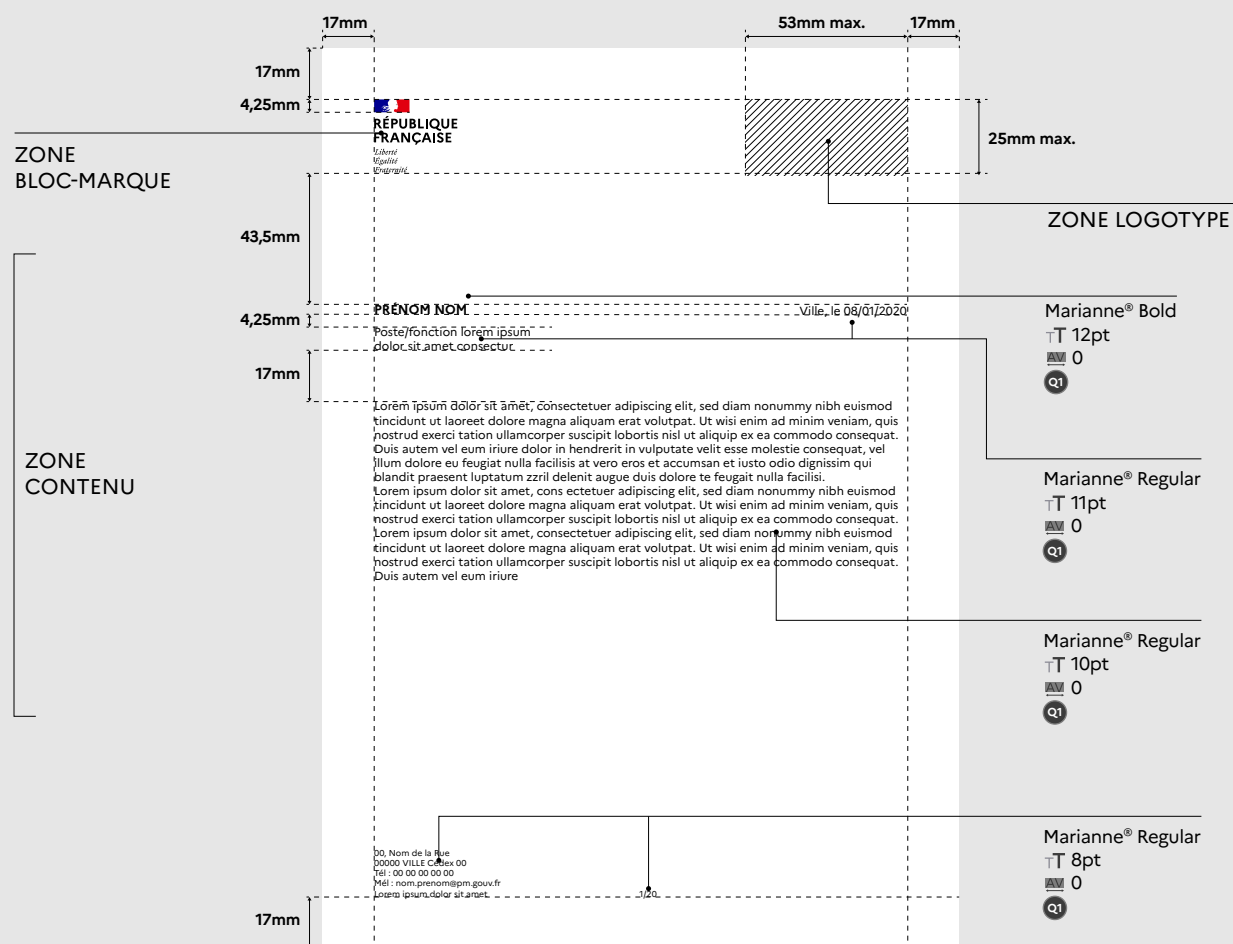 17mm
53mm max.
17mm
17mm
4,25mm
RÉPUBLIQUE
FRANÇAISE
Liberté
Égalité
Fraternité
25mm max.
ZONE
BLOC-MARQUE
ZONE LOGOTYPE
43,5mm
PRÉNOM NOM
Ville, le 08/01/2020
4,25mm
Poste/fonction lorem ipsum
dolor sit amet consectur
17mm
Marianne® Bold
TT 12pt
AV 0
Q1
Lorem ipsum dolor sit amet, consectetuer adipiscing elit, sed diam nonummy nibh euismod
tincidunt ut laoreet dolore magna aliquam erat volutpat. Ut wisi enim ad minim veniam, quis
nostrud exerci tation ullamcorper suscipit lobortis nisl ut aliquip ex ea commodo consequat.
Duis autem vel eum iriure dolor in hendrerit in vulputate velit esse molestie consequat, vel
illum dolore eu feugiat nulla facilisis at vero eros et accumsan et iusto odio dignissim qui
blandit praesent luptatum zzril delenit augue duis dolore te feugait nulla facilisi.
Lorem ipsum dolor sit amet, cons ectetuer adipiscing elit, sed diam nonummy nibh euismod
tincidunt ut laoreet dolore magna aliquam erat volutpat. Ut wisi enim ad minim veniam, quis
nostrud exerci tation ullamcorper suscipit lobortis nisl ut aliquip ex ea commodo consequat.
Lorem ipsum dolor sit amet, consectetuer adipiscing elit, sed diam nonummy nibh euismod
tincidunt ut laoreet dolore magna aliquam erat volutpat. Ut wisi enim ad minim veniam, quis
nostrud exerci tation ullamcorper suscipit lobortis nisl ut aliquip ex ea commodo consequat.
Duis autem vel eum iriure
ZONE
CONTENU
Marianne® Regular
TT 11pt
AV 0
Q1
Marianne® Regular
TT 10pt
AV 0
Q1
00, Nom de la Rue
00000 VILLE Cedex 00
Tél : 00 00 00 00 00
Mél : nom.prenom@pm.gouv.fr
Lorem ipsum dolor sit amet
1/20
Marianne® Regular
TT 8pt
AV 0
Q1
17mm